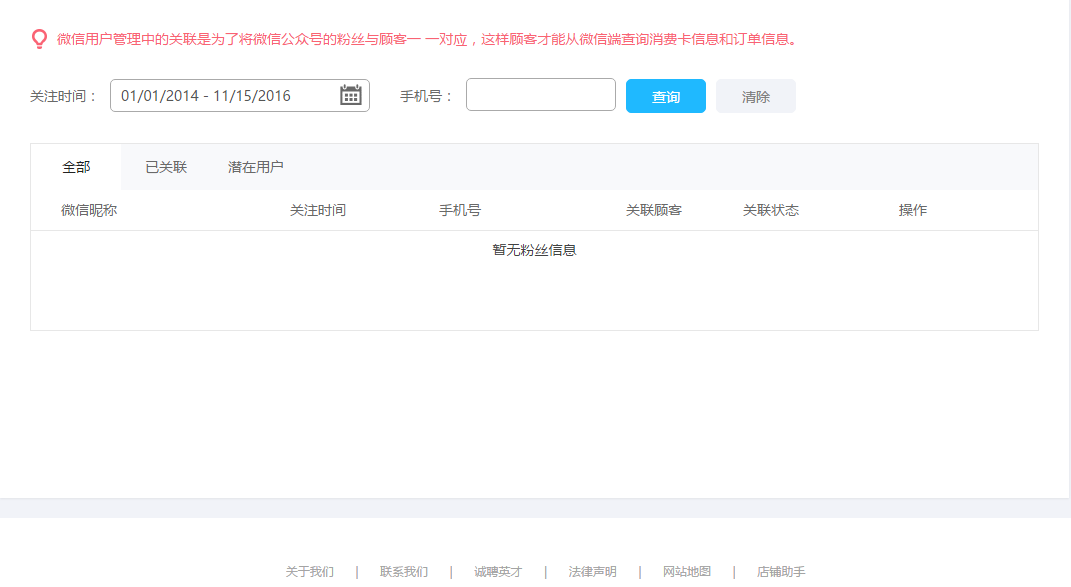 微信用户管理中的关联是为了将微信公众号的粉丝与顾客一 一对应，这样顾客才能从微信端查询消费卡信息和订单信息。
关注时间： 01/01/2014 - 11/15/2016 手机号： 查询 清除
全部 已关联 潜在用户
微信昵称 关注时间 手机号 关联顾客 关联状态 操作
暂无粉丝信息
关于我们 | 联系我们 | 诚聘英才 | 法律声明 | 网站地图 | 店铺助手